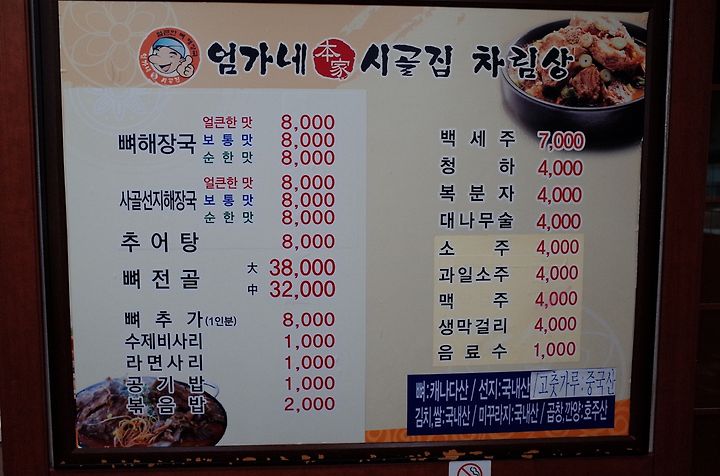 엄가네 本家 시골집 차림상
엄가네 시골집
뼈해장국 얼큰한 맛 8,000
보통맛 8,000
순한맛 8,000
사골선지해장국 얼큰한 맛 8,000
보통맛 8,000
순한맛 8,000
추어탕 8,000
뼈전골 大 38,000
中 32,000
뼈추가(1인분) 8,000
수제비사리 1,000
라면사리 1,000
공기밥 1,000
볶음밥 2,000
백세주 7,000
청하 4,000
복분자 4,000
대나무술 4,000
소주 4,000
과일소주 4,000
맥주 4,000
생막걸리 4,000
음료수 1,000
뼈:캐나다산 / 선지:국내산 / 고춧가루:중국산
김치,쌀:국내산 / 미꾸라지:국내산 / 곱창,깐양:호주산